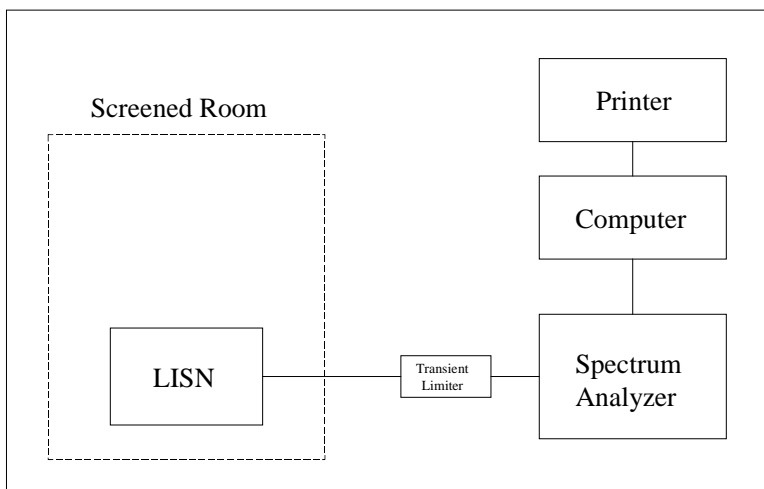 Screened Room
Printer
Computer
LISN
Transient
Limiter
Spectrum
Analyzer